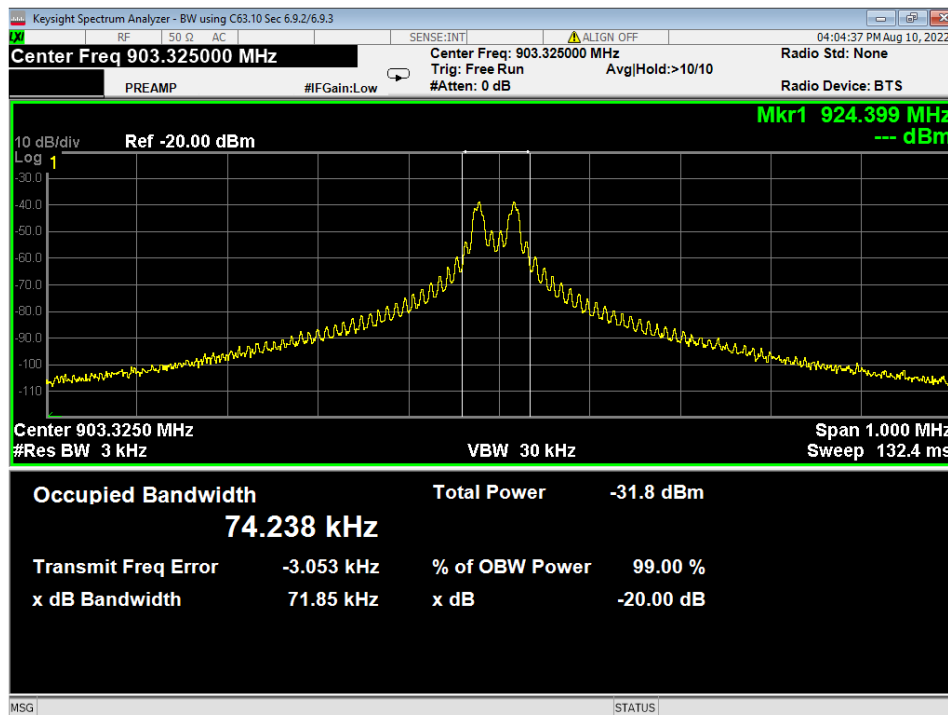 Keysight Spectrum Analyzer - BW using C63.10 Sec 6.9.2/6.9.3
LXI RF 50 Ω AC SENSE:INT ALIGN OFF 04:04:37 PM Aug 10, 2022
Center Freq 903.325000 MHz Center Freq: 903.325000 MHz Radio Std: None
Trig: Free Run Avg|Hold:>10/10
PREAMP #IFGain:Low #Atten: 0 dB Radio Device: BTS
Mkr1 924.399 MHz
10 dB/div Ref -20.00 dBm --- dBm
Log 1
-30.0
-40.0
-50.0
-60.0
-70.0
-80.0
-90.0
-100
-110
Center 903.3250 MHz Span 1.000 MHz
#Res BW 3 kHz VBW 30 kHz Sweep 132.4 ms
Occupied Bandwidth Total Power -31.8 dBm
74.238 kHz
Transmit Freq Error -3.053 kHz % of OBW Power 99.00 %
x dB Bandwidth 71.85 kHz x dB -20.00 dB
MSG STATUS